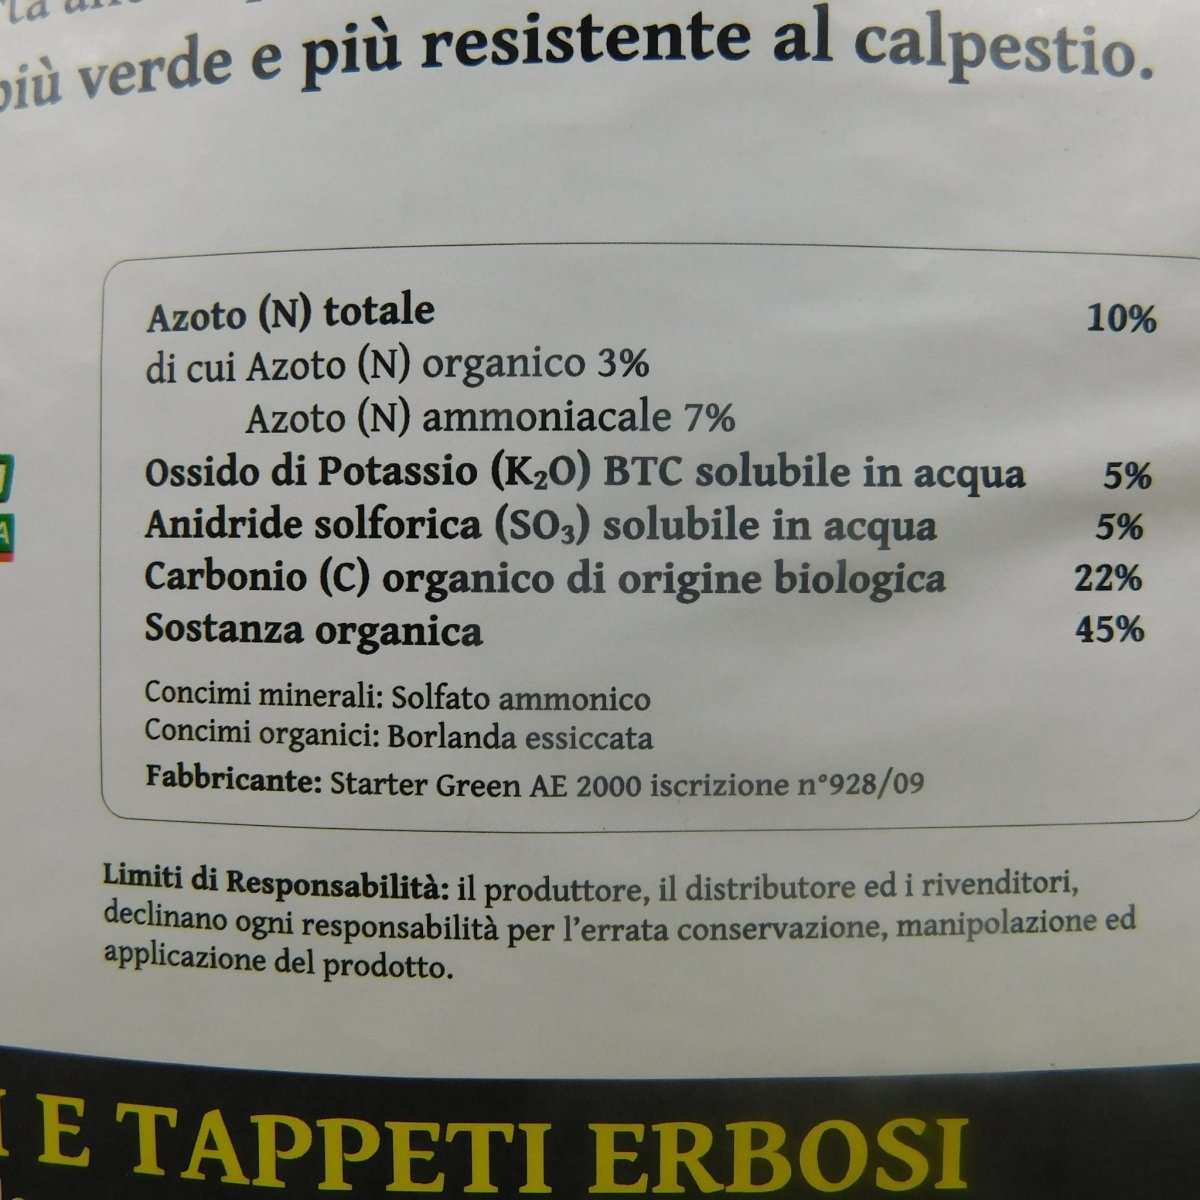 più verde e più resistente al calpestio.
Azoto (N) totale 10%
di cui Azoto (N) organico 3%
Azoto (N) ammoniacale 7%
Ossido di Potassio (K₂O) BTC solubile in acqua 5%
Anidride solforica (SO₃) solubile in acqua 5%
Carbonio (C) organico di origine biologica 22%
Sostanza organica 45%
Concimi minerali: Solfato ammonico
Concimi organici: Borlanda essiccata
Fabbricante: Starter Green AE 2000 iscrizione n°928/09
Limiti di Responsabilità: il produttore, il distributore ed i rivenditori,
declinano ogni responsabilità per l'errata conservazione, manipolazione ed
applicazione del prodotto.
E TAPPETI ERBOSI